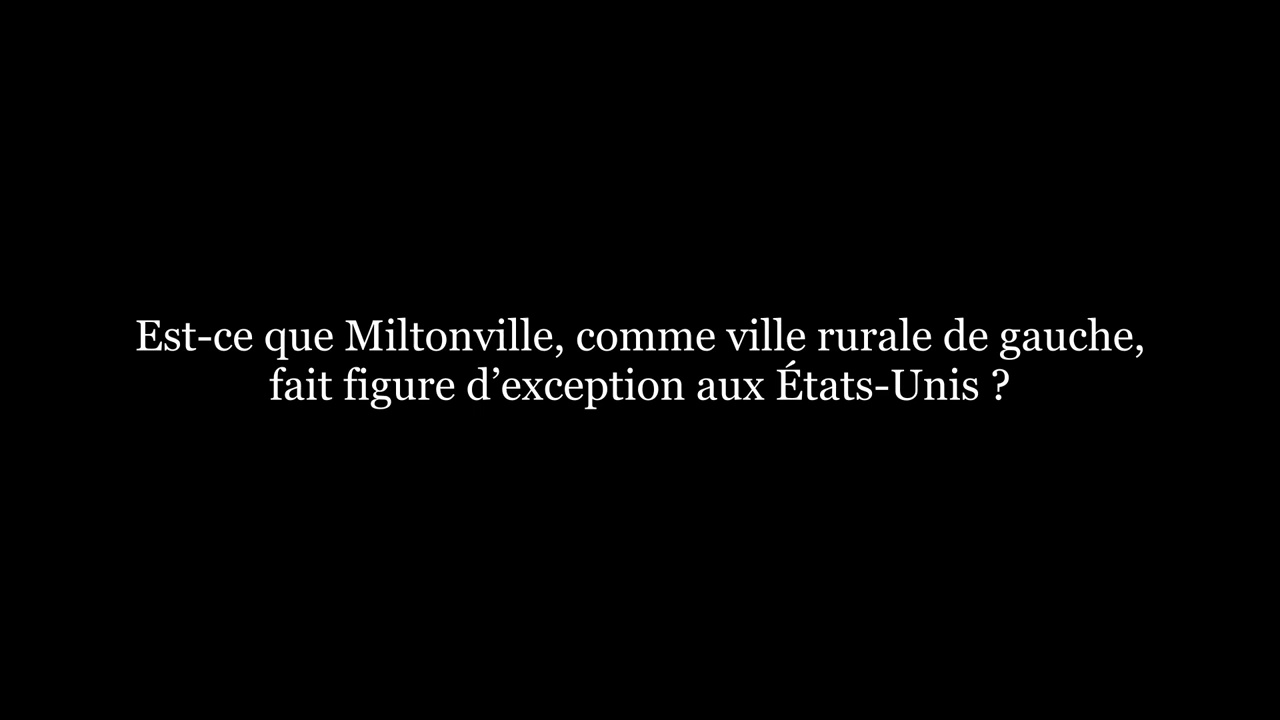 Est-ce que Miltonville, comme ville rurale de gauche,
fait figure d’exception aux États-Unis ?